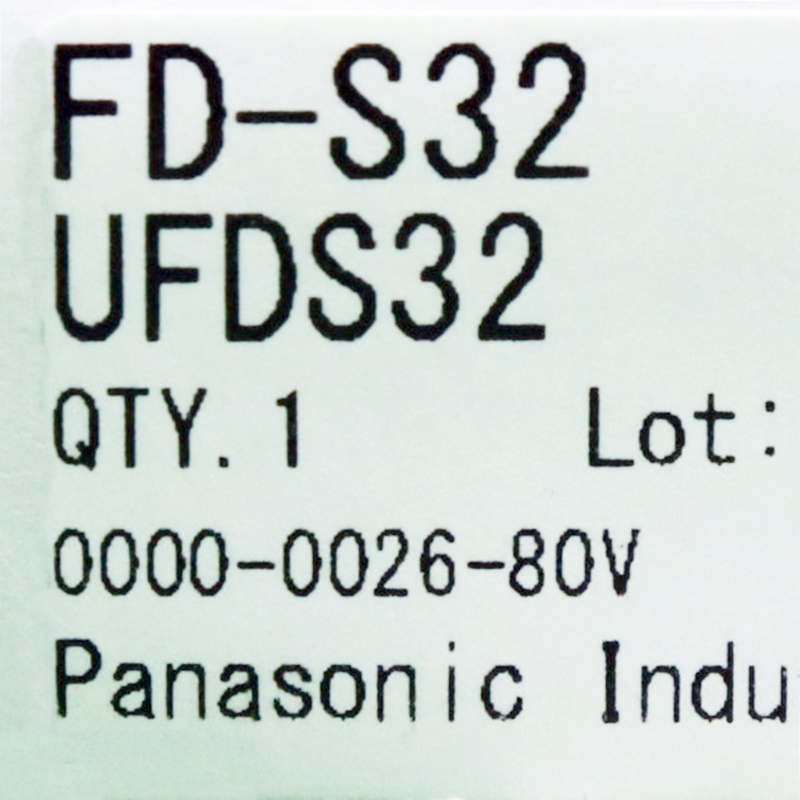 FD-S32
UFDS32
QTY. 1 Lot:
0000-0026-80V
Panasonic Indu